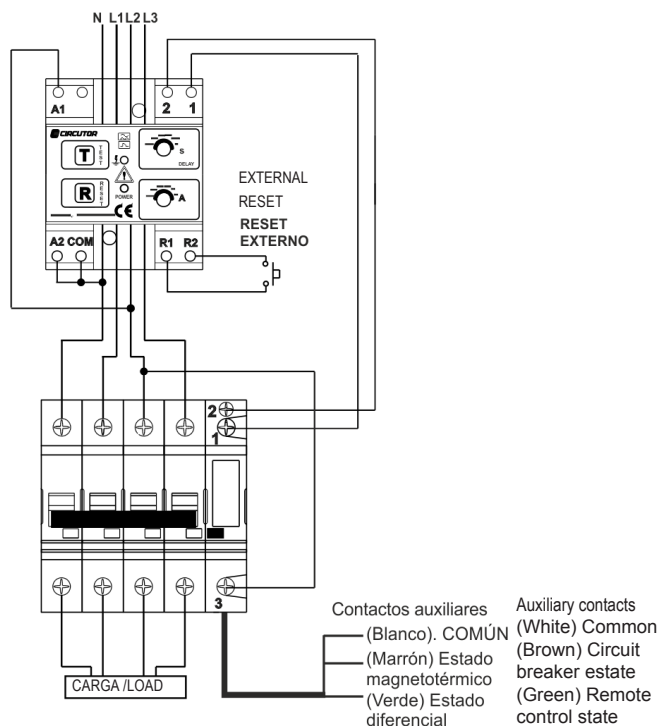 N L1 L2 L3
A1
2 1
CIRCUTOR
T TEST
S
DELAY
R RESET
POWER
A
CE
A2 COM
R1 R2
EXTERNAL
RESET
RESET
EXTERNO
2
1
3
CARGA /LOAD
Contactos auxiliares
(Blanco). COMÚN
(Marrón) Estado
magnetotérmico
(Verde) Estado
diferencial
Auxiliary contacts
(White) Common
(Brown) Circuit
breaker estate
(Green) Remote
control state